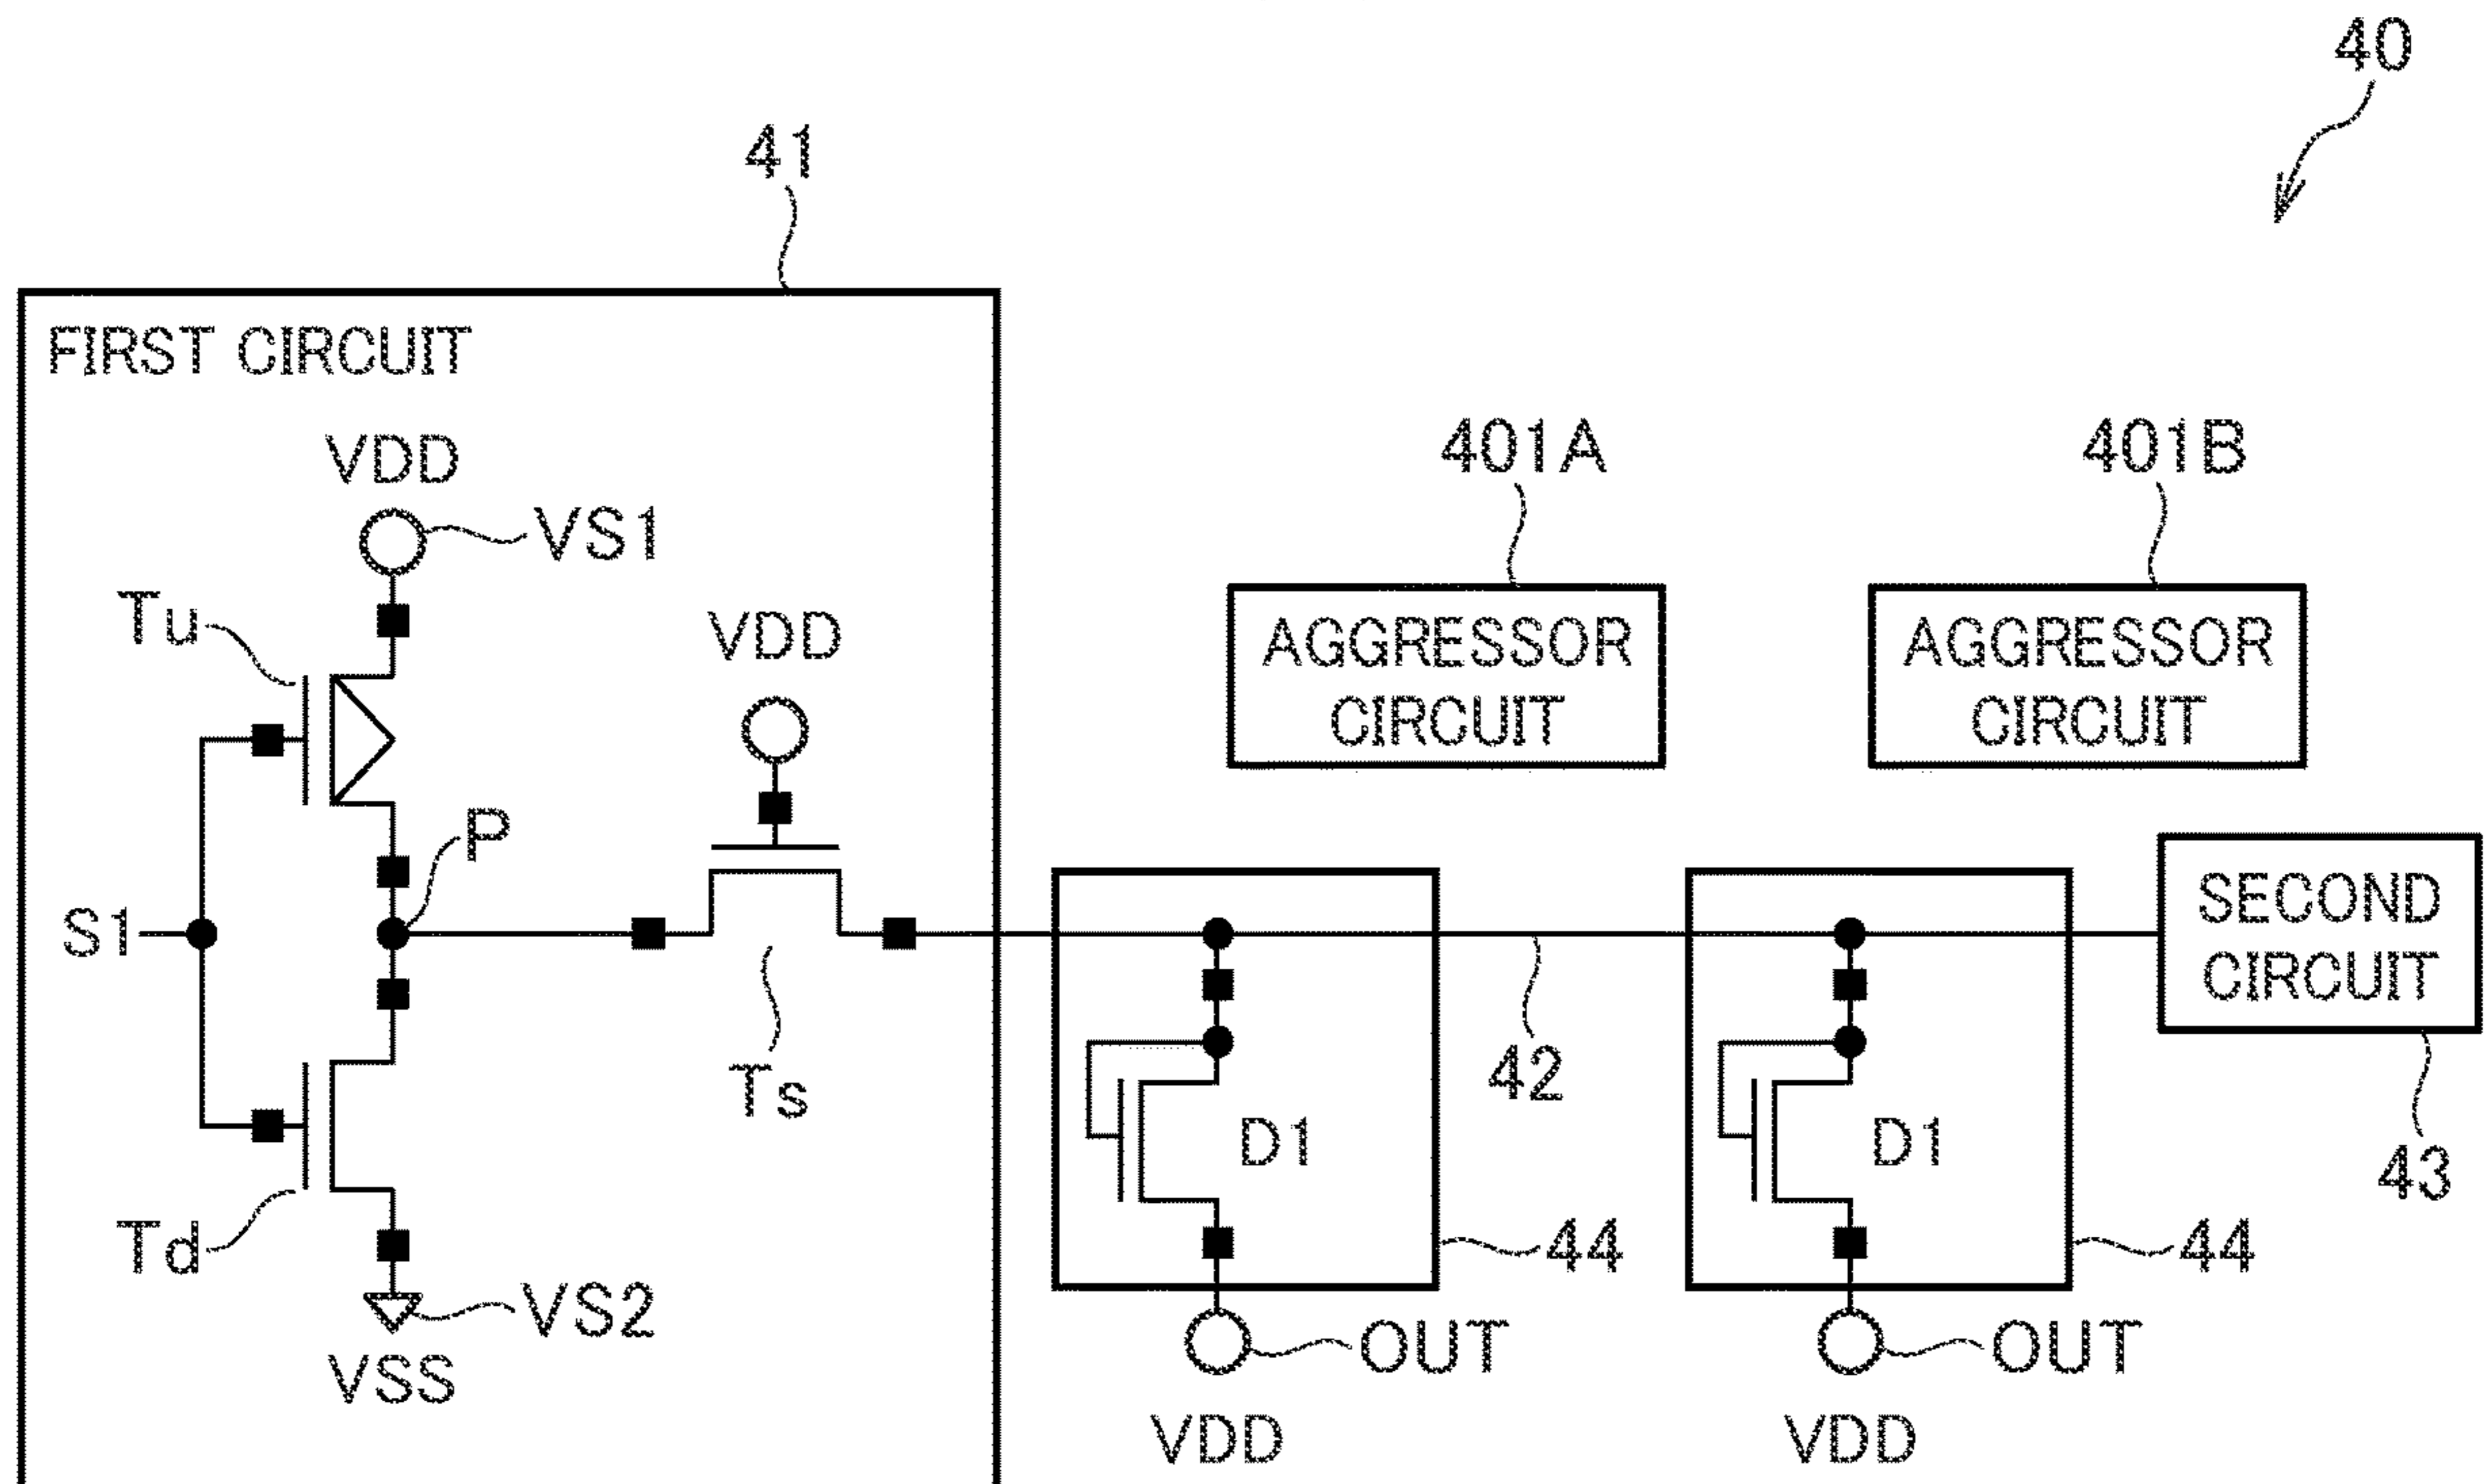 40
41
FIRST CIRCUIT
VDD
VS1
Tu
VDD
401A
401B
AGGRESSOR
CIRCUIT
AGGRESSOR
CIRCUIT
P
S1
SECOND
CIRCUIT
Ts
42
D1
D1
43
Td
44
44
VS2
VSS
OUT
OUT
VDD
VDD